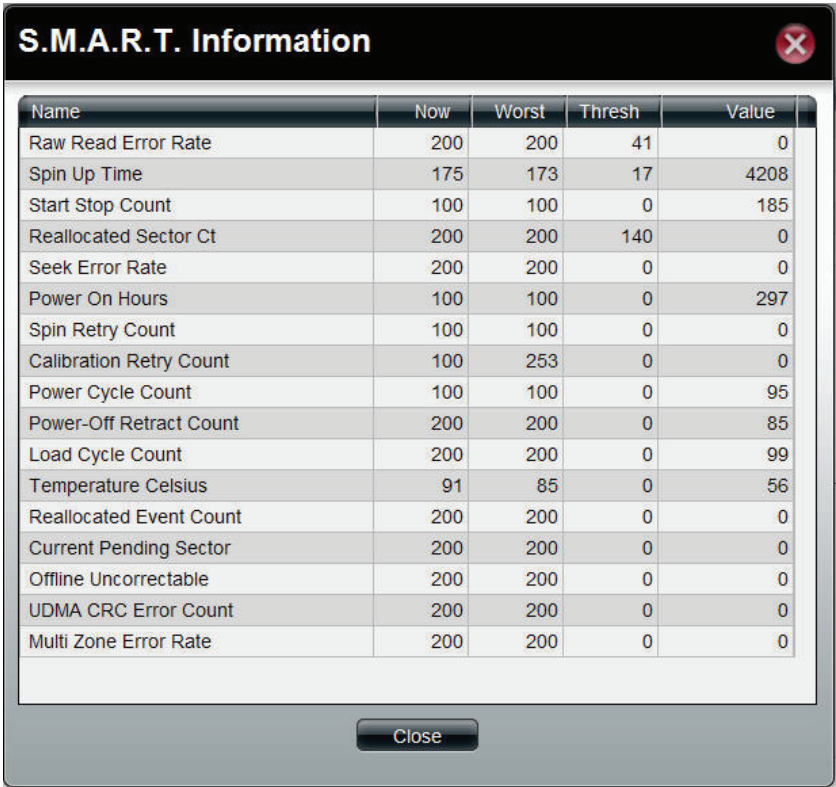 S.M.A.R.T. Information
Name Now Worst Thresh Value
Raw Read Error Rate 200 200 41 0
Spin Up Time 175 173 17 4208
Start Stop Count 100 100 0 185
Reallocated Sector Ct 200 200 140 0
Seek Error Rate 200 200 0 0
Power On Hours 100 100 0 297
Spin Retry Count 100 100 0 0
Calibration Retry Count 100 253 0 0
Power Cycle Count 100 100 0 95
Power-Off Retract Count 200 200 0 85
Load Cycle Count 200 200 0 99
Temperature Celsius 91 85 0 56
Reallocated Event Count 200 200 0 0
Current Pending Sector 200 200 0 0
Offline Uncorrectable 200 200 0 0
UDMA CRC Error Count 200 200 0 0
Multi Zone Error Rate 200 200 0 0
Close